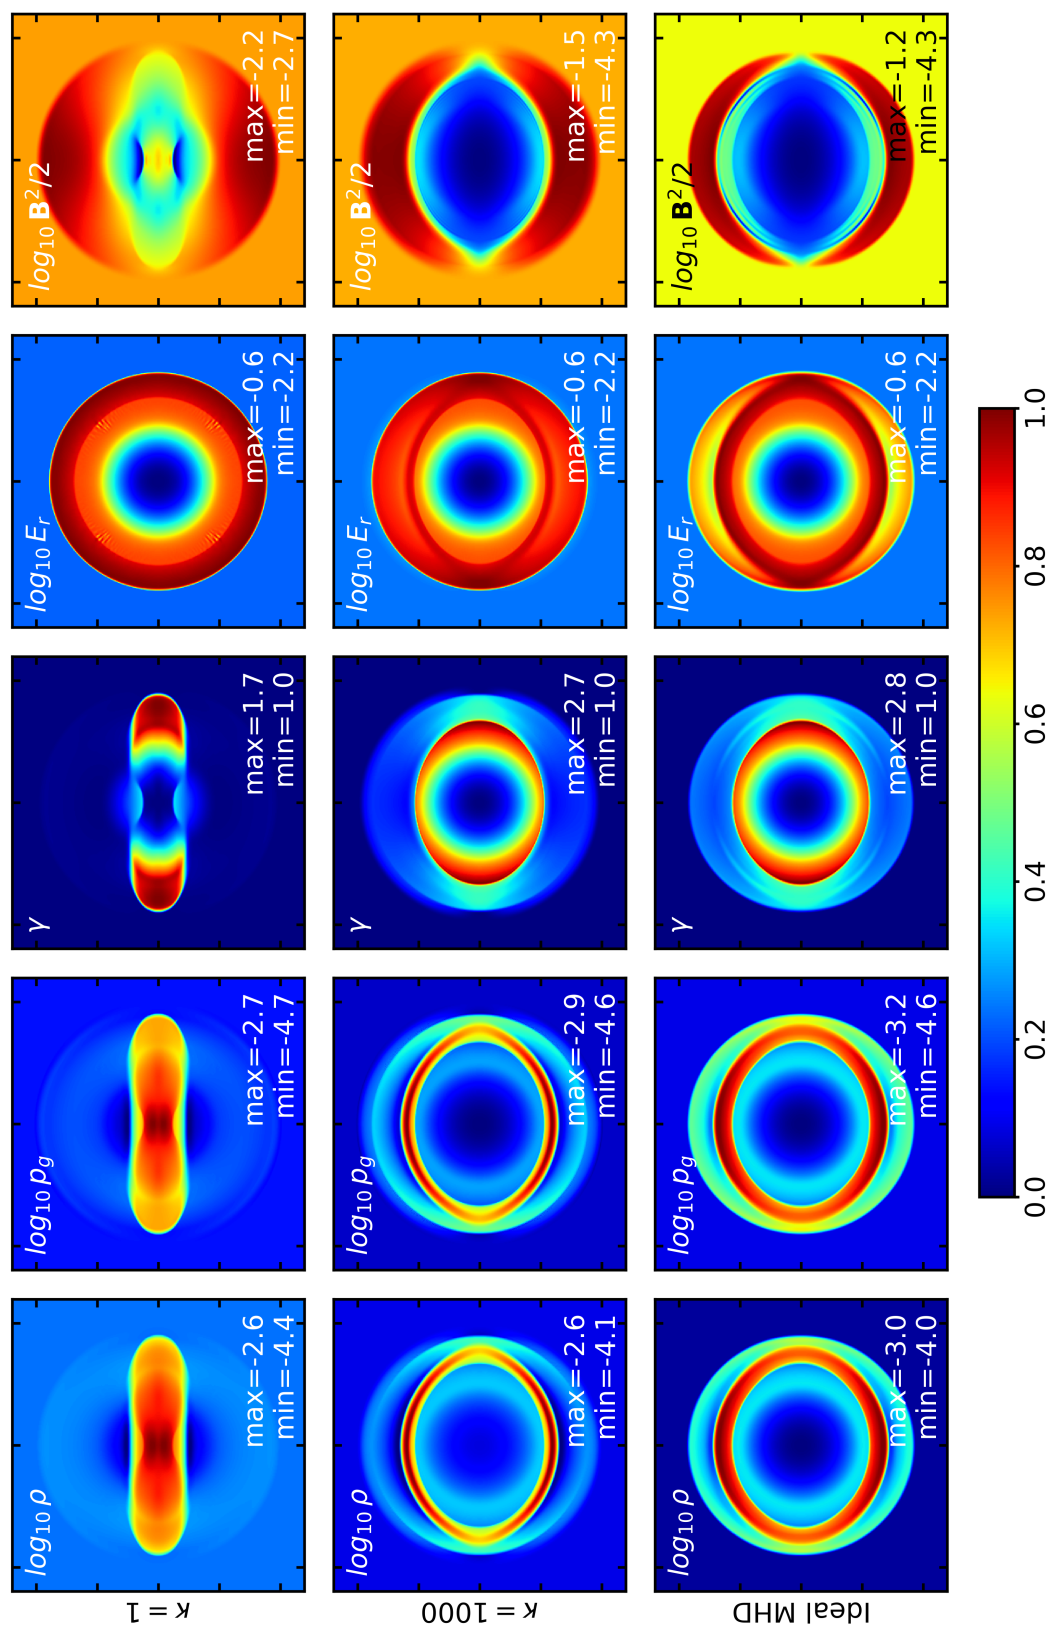 κ = 1
log₁₀ ρ
max=-2.6
min=-4.4
log₁₀ p_g
max=-2.7
min=-4.7
γ
max=1.7
min=1.0
log₁₀ E_r
max=-0.6
min=-2.2
log₁₀ B²/2
max=-2.2
min=-2.7
κ = 1000
log₁₀ ρ
max=-2.6
min=-4.1
log₁₀ p_g
max=-2.9
min=-4.6
γ
max=2.7
min=1.0
log₁₀ E_r
max=-0.6
min=-2.2
log₁₀ B²/2
max=-1.5
min=-4.3
Ideal MHD
log₁₀ ρ
max=-3.0
min=-4.0
log₁₀ p_g
max=-3.2
min=-4.6
γ
max=2.8
min=1.0
log₁₀ E_r
max=-0.6
min=-2.2
log₁₀ B²/2
max=-1.2
min=-4.3
0.0 0.2 0.4 0.6 0.8 1.0